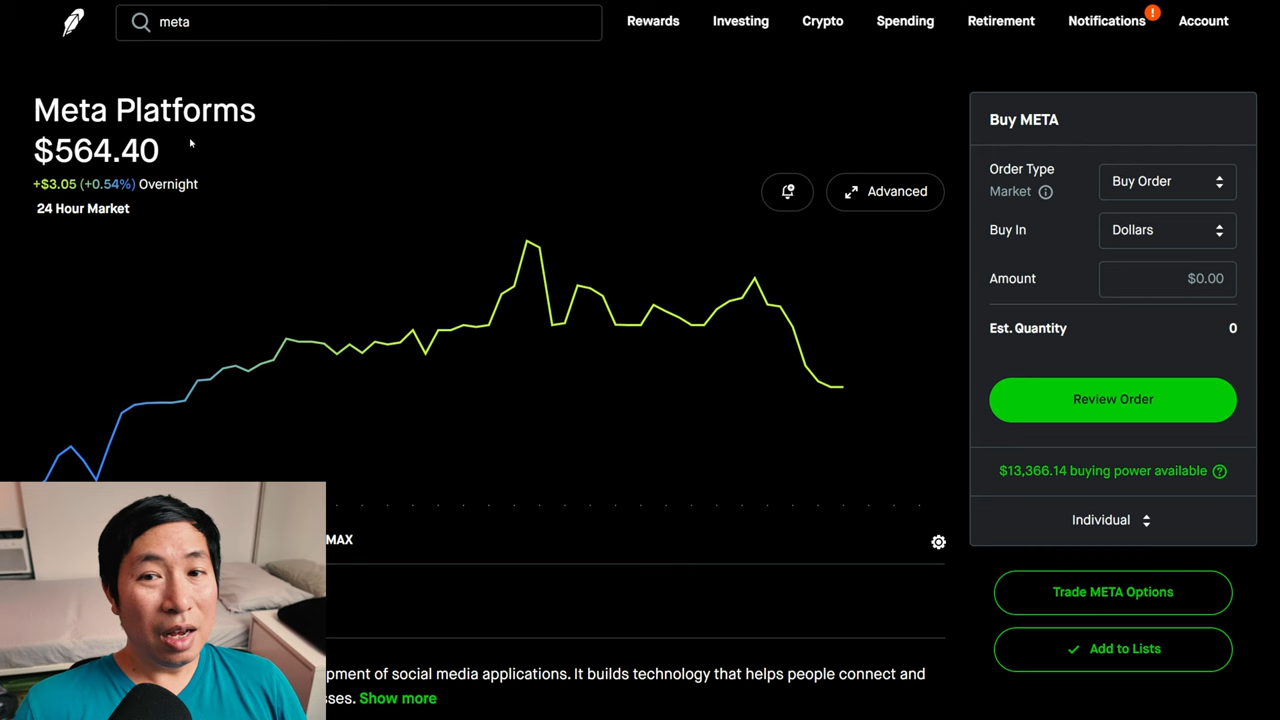 meta
Rewards
Investing
Crypto
Spending
Retirement
Notifications
!
Account
Meta Platforms
$564.40
+$3.05 (+0.54%) Overnight
24 Hour Market
Advanced
Buy META
Order Type
Market
Buy Order
Buy In
Dollars
Amount
$0.00
Est. Quantity
0
Review Order
$13,366.14 buying power available ?
Individual
Trade META Options
Add to Lists
MAX
pment of social media applications. It builds technology that helps people connect and
sses. Show more